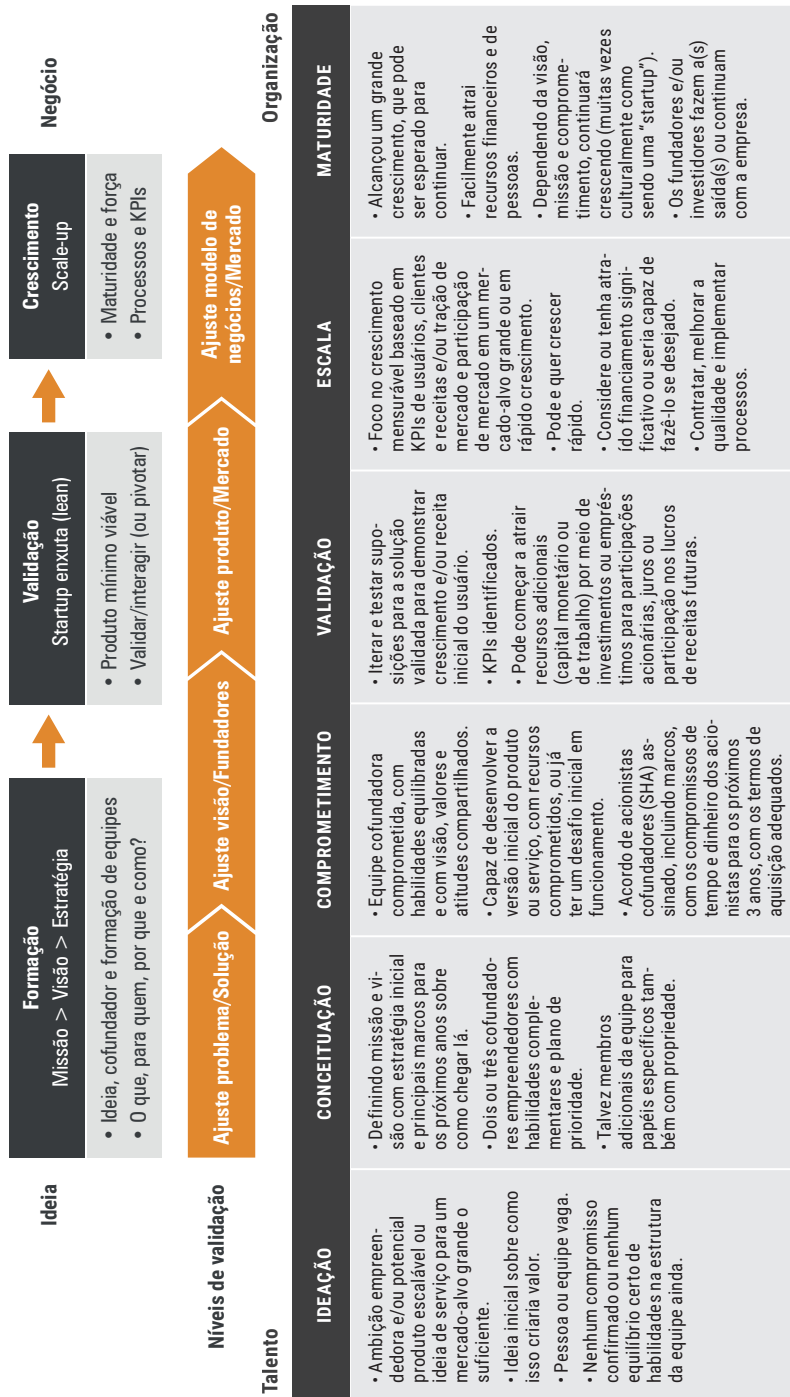 Ideia
Formação
Missão > Visão > Estratégia
• Ideia, cofundador e formação de equipes
• O que, para quem, por que e como?
Validação
Startup enxuta (lean)
• Produto mínimo viável
• Validar/interagir (ou pivotar)
Crescimento
Scale-up
• Maturidade e força
• Processos e KPIs
Negócio
Níveis de validação
Ajuste problema/Solução
Ajuste visão/Fundadores
Ajuste produto/Mercado
Ajuste modelo de
negócios/Mercado
Talento
Organização
IDEAÇÃO
• Ambição empreen-
dedora e/ou potencial
produto escalável ou
ideia de serviço para um
mercado-alvo grande o
suficiente.
• Ideia inicial sobre como
isso criaria valor.
• Pessoa ou equipe vaga.
• Nenhum compromisso
confirmado ou nenhum
equilíbrio certo de
habilidades na estrutura
da equipe ainda.
CONCEITUAÇÃO
• Definindo missão e vi-
são com estratégia inicial
e principais marcos para
os próximos anos sobre
como chegar lá.
• Dois ou três cofundado-
res empreendedores com
habilidades comple-
mentares e plano de
prioridade.
• Talvez membros
adicionais da equipe para
papéis específicos tam-
bém com propriedade.
COMPROMETIMENTO
• Equipe cofundadora
comprometida, com
habilidades equilibradas
e com visão, valores e
atitudes compartilhados.
• Capaz de desenvolver a
versão inicial do produto
ou serviço, com recursos
comprometidos, ou já
ter um desafio inicial em
funcionamento.
• Acordo de acionistas
cofundadores (SHA) as-
sinado, incluindo marcos,
com os compromissos de
tempo e dinheiro dos acio-
nistas para os próximos
3 anos, com os termos de
aquisição adequados.
VALIDAÇÃO
• Iterar e testar supo-
sições para a solução
validada para demonstrar
crescimento e/ou receita
inicial do usuário.
• KPIs identificados.
• Pode começar a atrair
recursos adicionais
(capital monetário ou
de trabalho) por meio de
investimentos ou emprés-
timos para participações
acionárias, juros ou
participação nos lucros
de receitas futuras.
ESCALA
• Foco no crescimento
mensurável baseado em
KPIs de usuários, clientes
e receitas e/ou tração de
mercado e participação
de mercado em um mer-
cado-alvo grande ou em
rápido crescimento.
• Pode e quer crescer
rápido.
• Considere ou tenha atra-
ído financiamento signi-
ficativo ou seria capaz de
fazê-lo se desejado.
• Contratar, melhorar a
qualidade e implementar
processos.
MATURIDADE
• Alcançou um grande
crescimento, que pode
ser esperado para
continuar.
• Facilmente atrai
recursos financeiros e de
pessoas.
• Dependendo da visão,
missão e comprome-
timento, continuará
crescendo (muitas vezes
culturalmente como
sendo uma "startup").
• Os fundadores e/ou
investidores fazem a(s)
saída(s) ou continuam
com a empresa.